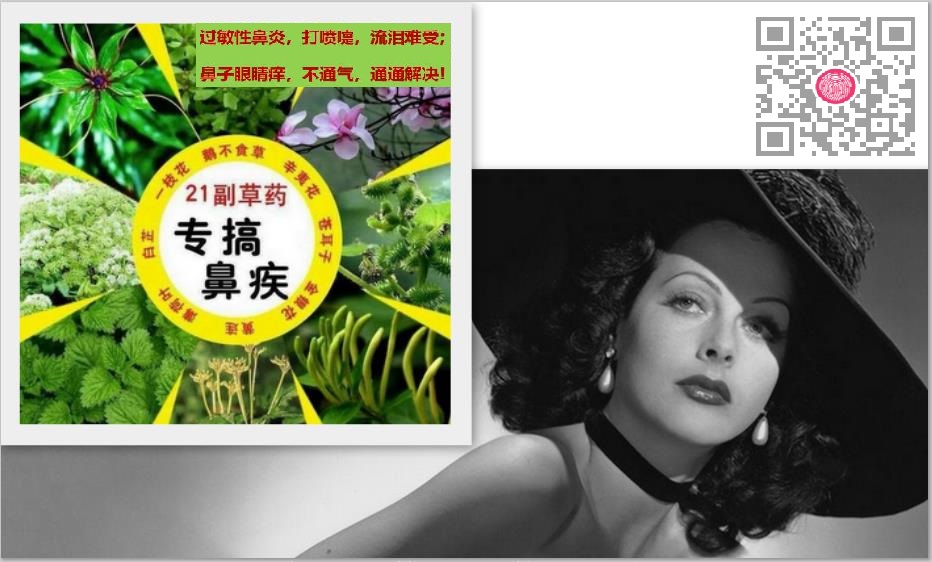 过敏性鼻炎，打喷嚏，流泪难受；
鼻子眼睛痒，不通气，通通解决！
21副草药
专搞
鼻疾
一枝花
鹅不食草
辛夷花
苍耳子
金银花
黄连
薄荷叶
白芷